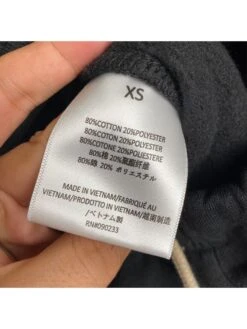 XS
80%COTTON 20%POLYESTER
80%COTTON 20%POLYESTER
80%COTONE 20%POLIESTERE
80%棉 20%聚酯纤维
80%綿 20% ポリエステル
MADE IN VIETNAM/FABRIQUÉ AU
VIETNAM/PRODOTTO IN VIETNAM/越南制造
/ベトナム製
RN#090233